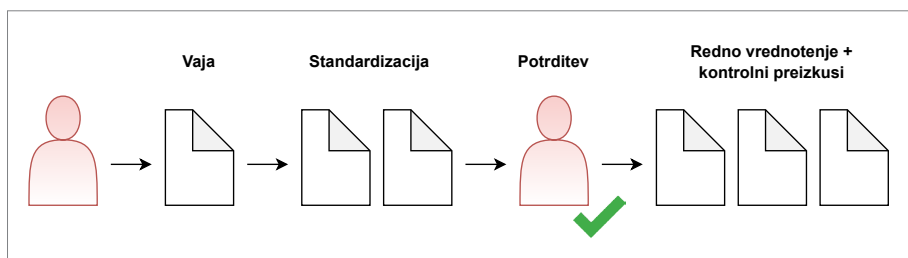 Vaja
Standardizacija
Potrditev
Redno vrednotenje +
kontrolni preizkusi